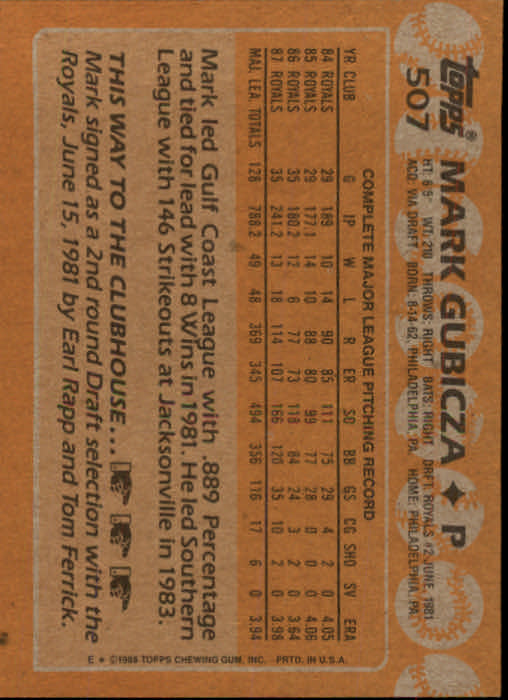 topps® MARK GUBICZA ♦ P
507
HT: 6'5" WT: 210 THROWS: RIGHT BATS: RIGHT DRFT: ROYALS #2-JUNE, 1981
ACQ: VIA DRAFT BORN: 8-14-62, PHILADELPHIA, PA. HOME: PHILADELPHIA, PA.
COMPLETE MAJOR LEAGUE PITCHING RECORD
YR CLUB G IP W L R ER SO BB GS CG SHO SV ERA
84 ROYALS 29 189 10 14 90 85 111 75 29 4 2 0 4.05
85 ROYALS 29 177.1 14 10 88 80 99 77 28 0 0 0 4.06
86 ROYALS 35 180.2 12 6 77 73 118 84 24 3 2 0 3.64
87 ROYALS 35 241.2 13 18 114 107 166 120 35 10 2 0 3.98
MAJ. LEA. TOTALS 128 788.2 49 48 369 345 494 356 116 17 6 0 3.94
Mark led Gulf Coast League with .889 Percentage
and tied for lead with 8 Wins in 1981. He led Southern
League with 146 Strikeouts at Jacksonville in 1983.
THIS WAY TO THE CLUBHOUSE...
Mark signed as a 2nd round Draft selection with the
Royals, June 15, 1981 by Earl Rapp and Tom Ferrick.
E ★ ©1988 TOPPS CHEWING GUM, INC. PRTD. IN U.S.A.